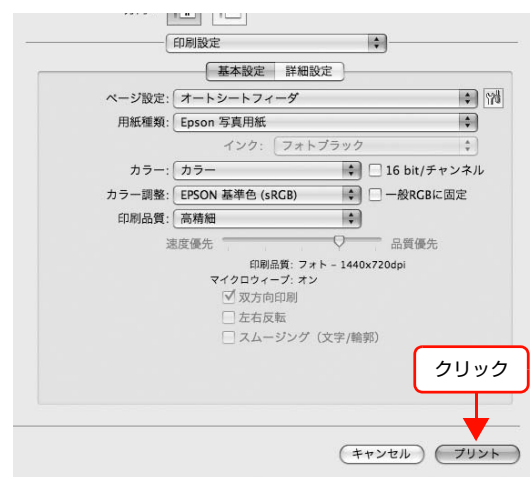 印刷設定
基本設定 詳細設定
ページ設定: オートシートフィーダ
用紙種類: Epson 写真用紙
インク: フォトブラック
カラー: カラー 16 bit/チャンネル
カラー調整: EPSON 基準色 (sRGB) 一般RGBに固定
印刷品質: 高精細
速度優先 品質優先
印刷品質: フォト - 1440x720dpi
マイクロウィーブ: オン
双方向印刷
左右反転
スムージング（文字/輪郭）
クリック
キャンセル プリント